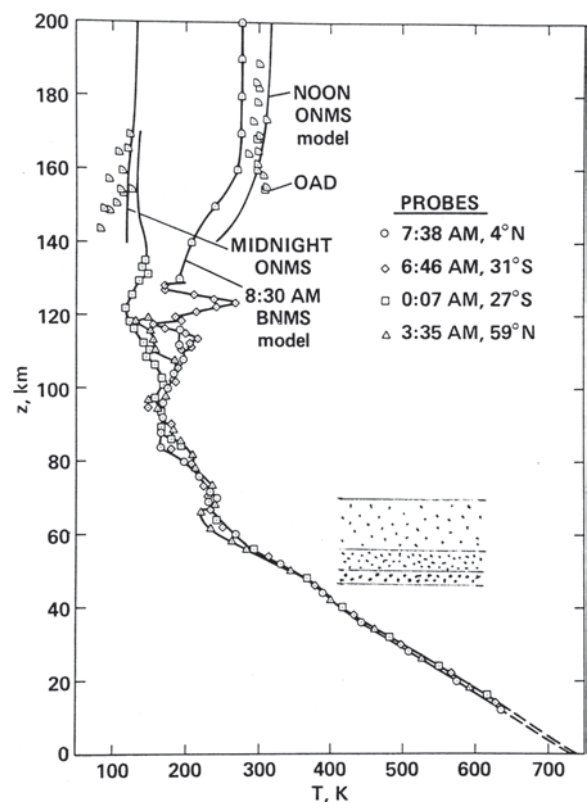 200
180
160
140
120
100
80
60
40
20
0
z, km
100
200
300
400
500
600
700
T, K
NOON
ONMS
model
OAD
MIDNIGHT
ONMS
8:30 AM
BNMS
model
PROBES
7:38 AM, 4°N
6:46 AM, 31°S
0:07 AM, 27°S
3:35 AM, 59°N